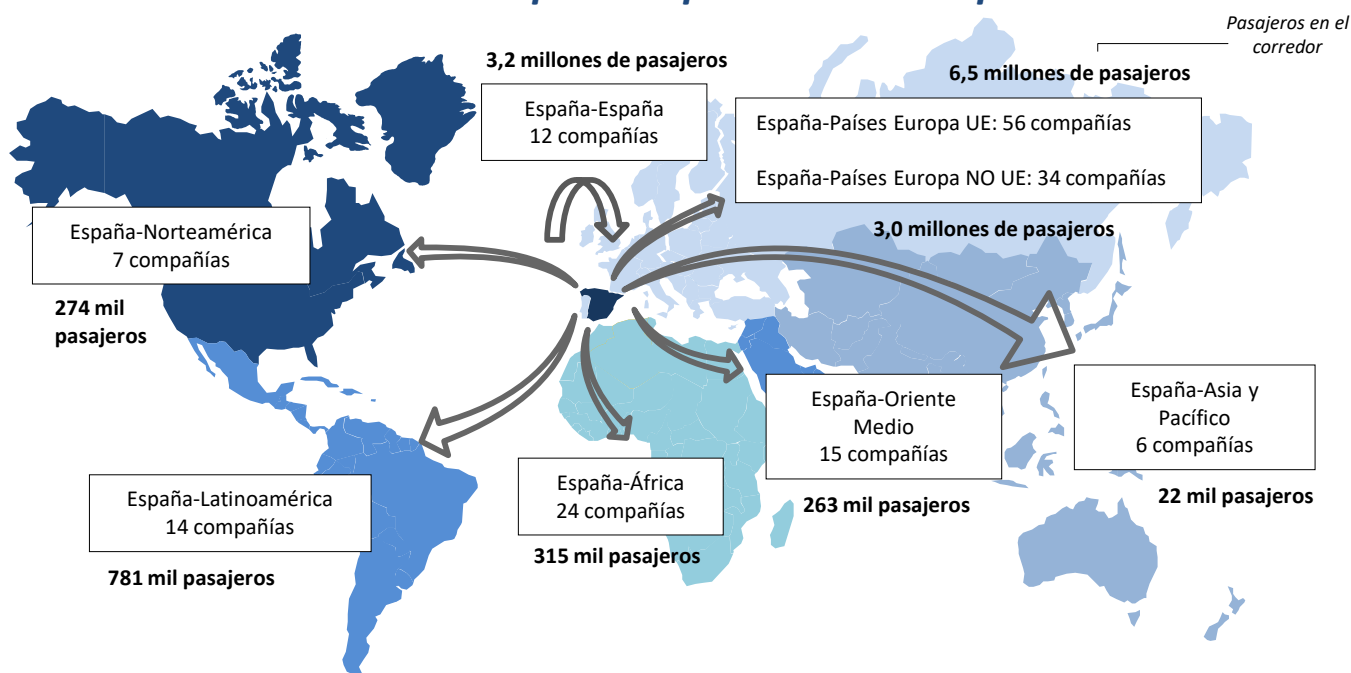 Pasajeros en el
corredor
3,2 millones de pasajeros
6,5 millones de pasajeros
España-España
12 compañías
España-Países Europa UE: 56 compañías
España-Países Europa NO UE: 34 compañías
3,0 millones de pasajeros
España-Norteamérica
7 compañías
274 mil
pasajeros
España-Oriente
Medio
15 compañías
263 mil pasajeros
España-Asia y
Pacífico
6 compañías
22 mil pasajeros
España-África
24 compañías
315 mil pasajeros
España-Latinoamérica
14 compañías
781 mil pasajeros